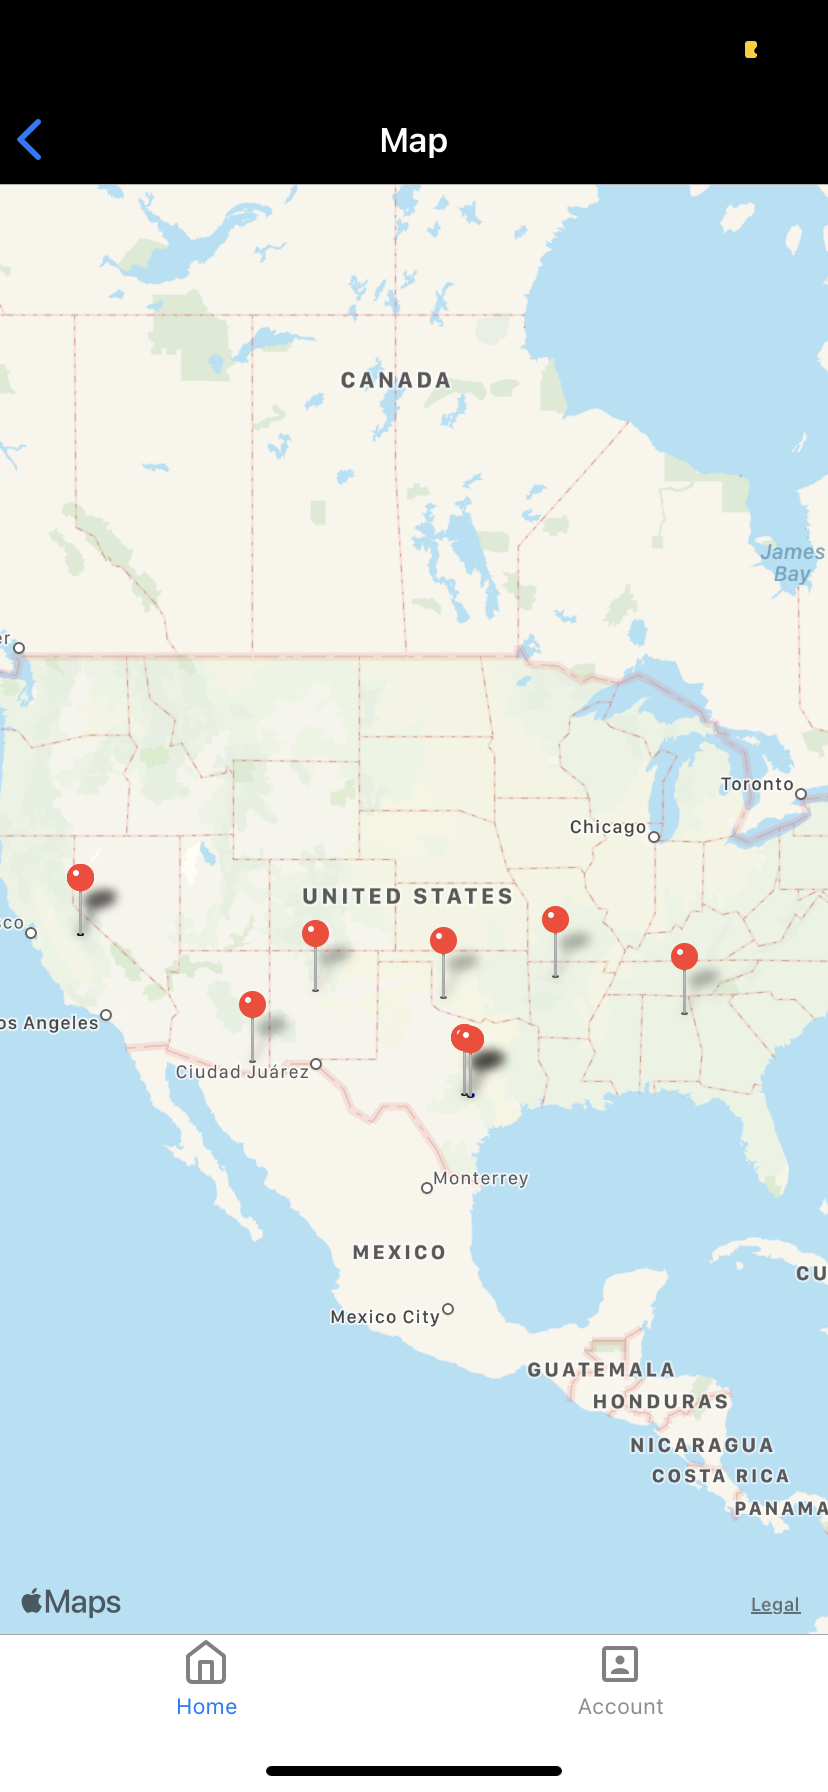 Map
CANADA
James
Bay
er
Toronto
Chicago
UNITED STATES
sco
os Angeles
Ciudad Juárez
Monterrey
MEXICO
CU
Mexico City
GUATEMALA
HONDURAS
NICARAGUA
COSTA RICA
PANAMA
Maps
Legal
Home
Account